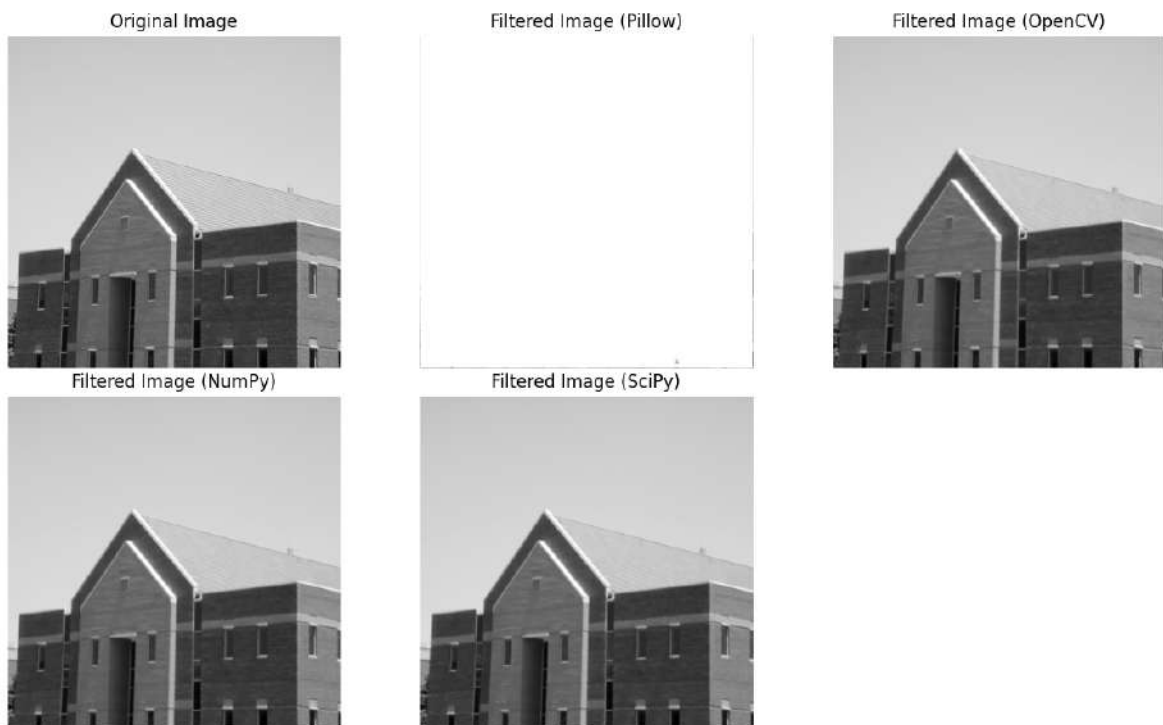 Original Image
Filtered Image (Pillow)
Filtered Image (OpenCV)
Filtered Image (NumPy)
Filtered Image (SciPy)